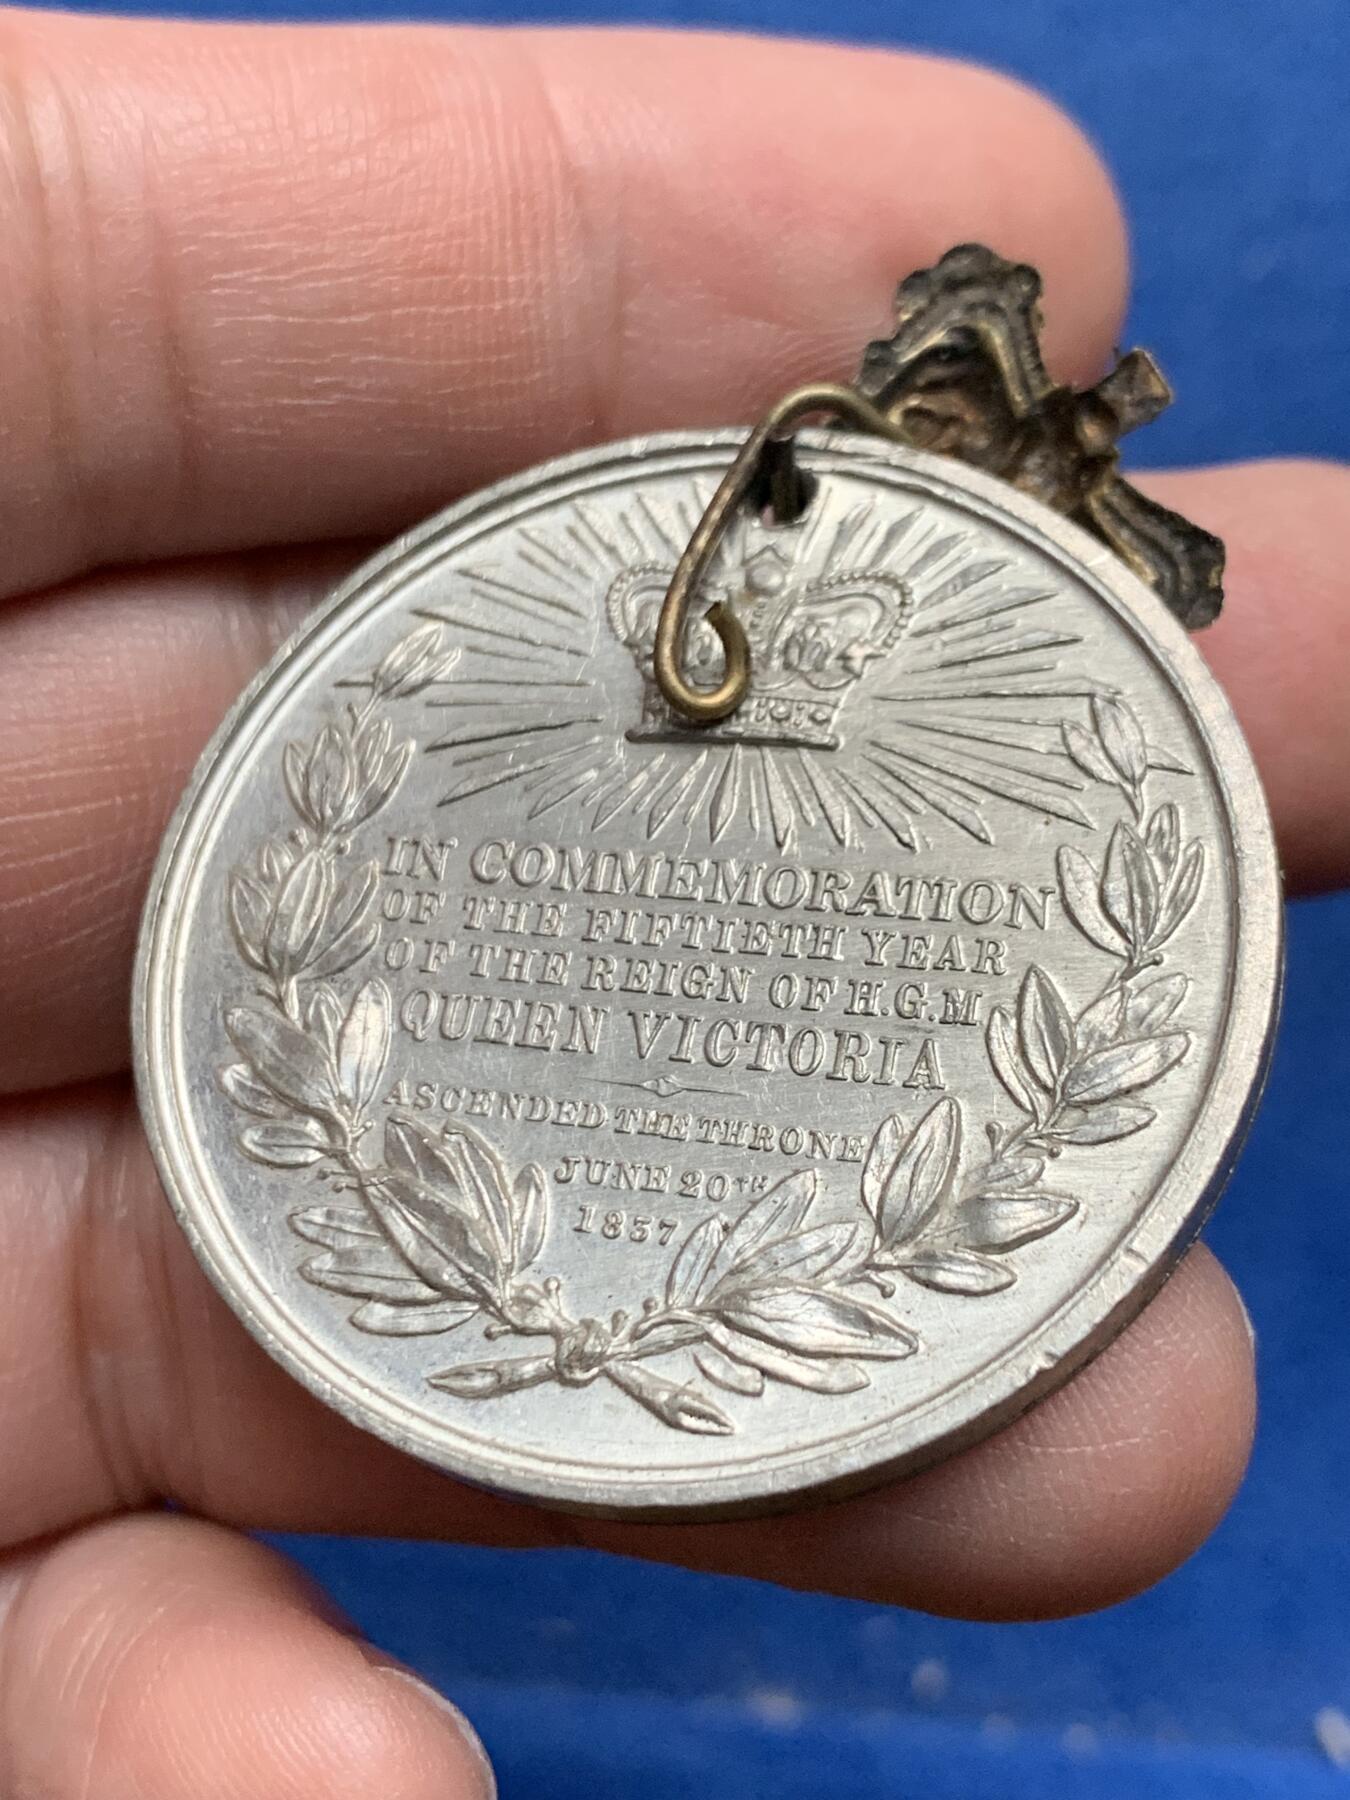 IN COMMEMORATION
OF THE FIFTIETH YEAR
OF THE REIGN OF H.G.M
QUEEN VICTORIA
ASCENDED THE THRONE
JUNE 20TH
1837